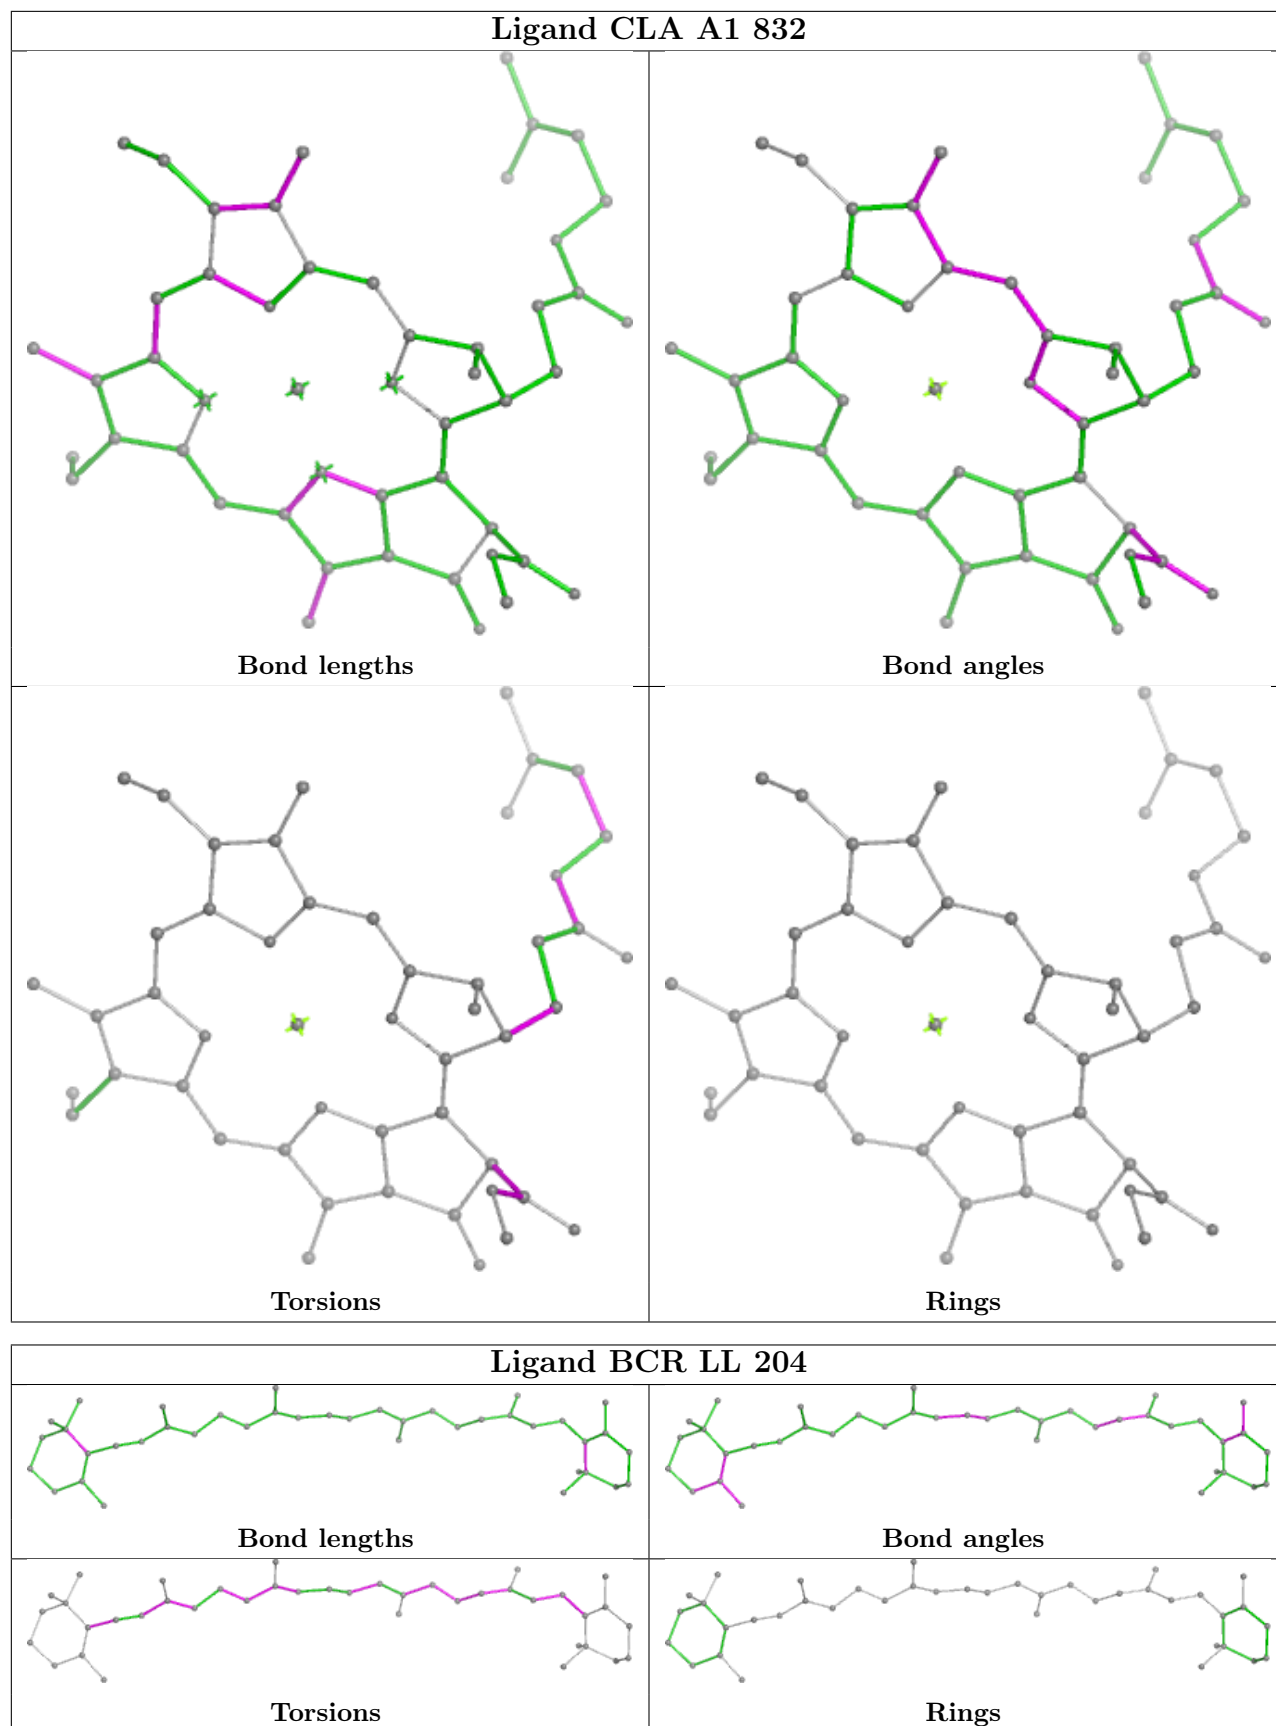 Ligand CLA A1 832
Bond lengths
Bond angles
Torsions
Rings
Ligand BCR LL 204
Bond lengths
Bond angles
Torsions
Rings